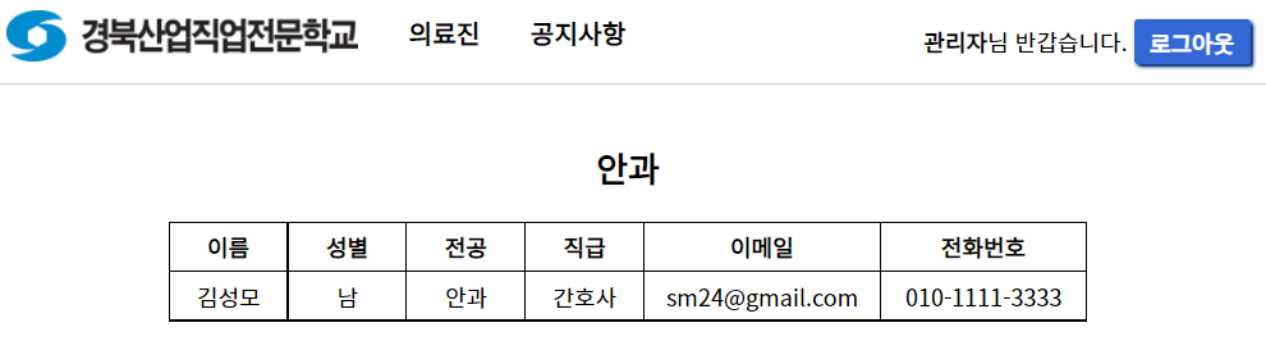 경북산업직업전문학교 의료진 공지사항 관리자님 반갑습니다. 로그아웃
안과
이름 성별 전공 직급 이메일 전화번호
김성모 남 안과 간호사 sm24@gmail.com 010-1111-3333